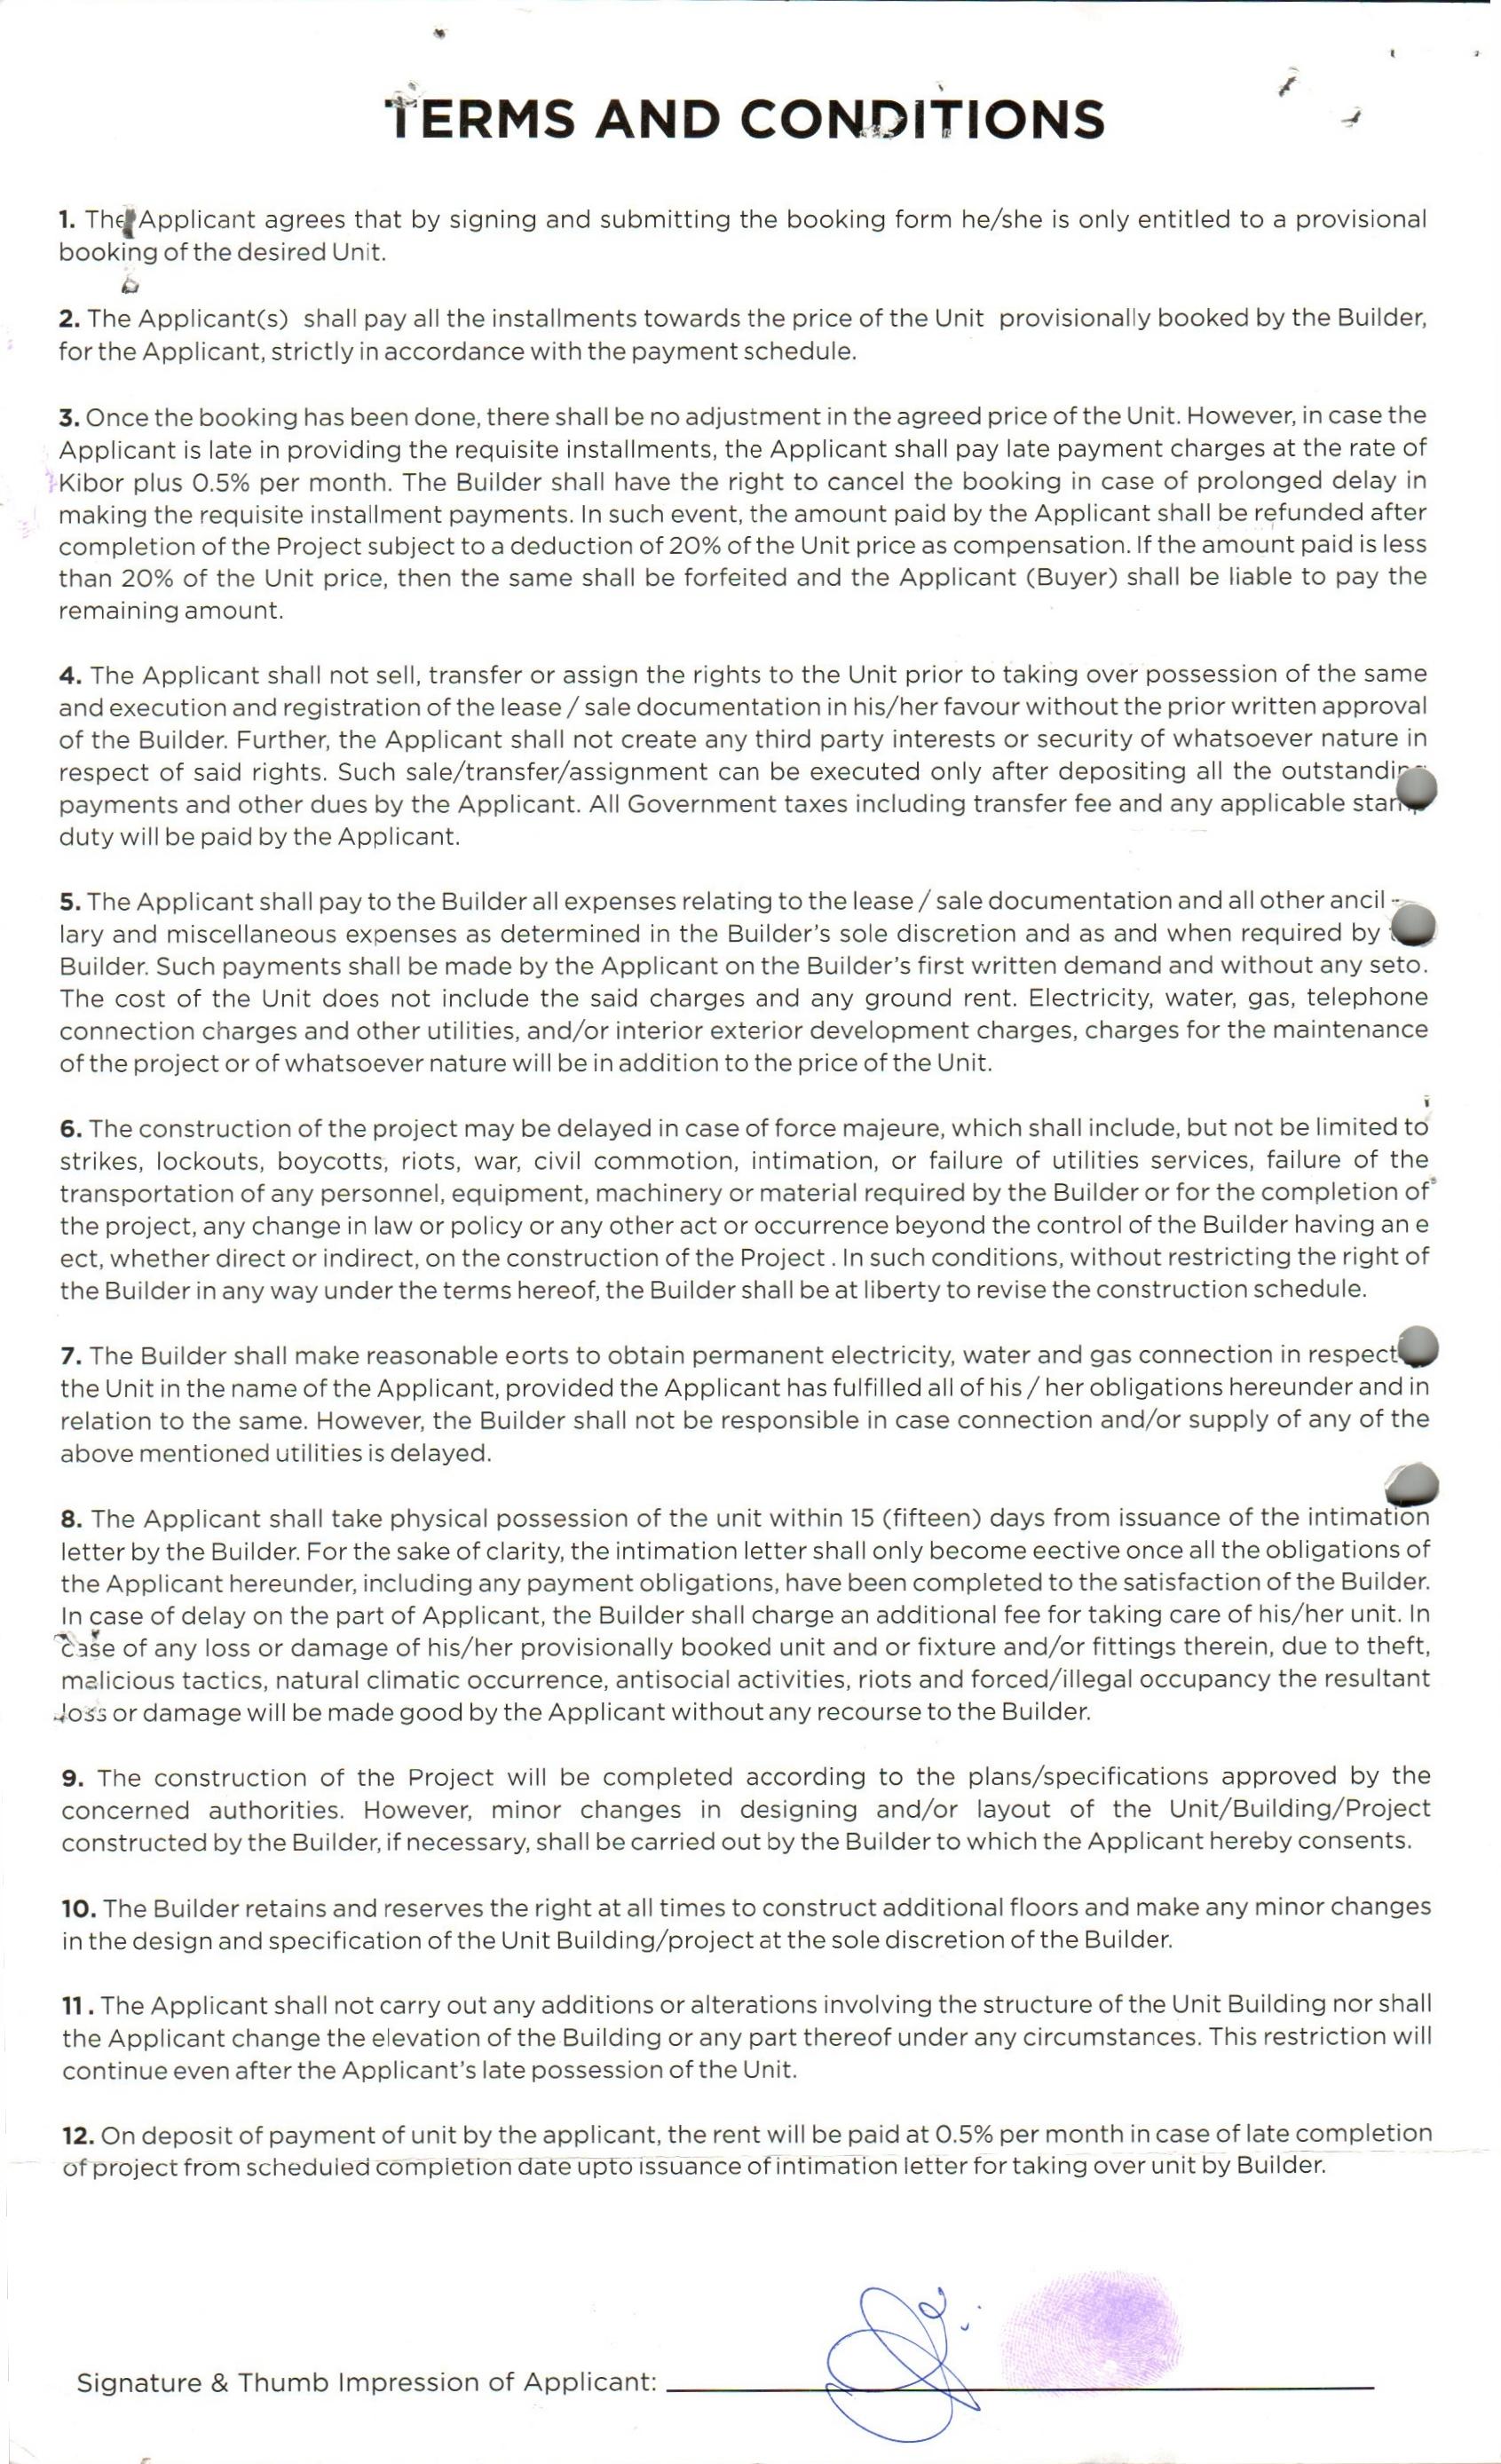 TERMS AND CONDITIONS
1. The Applicant agrees that by signing and submitting the booking form he/she is only entitled to a provisional
booking of the desired Unit.
2. The Applicant(s) shall pay all the installments towards the price of the Unit provisionally booked by the Builder,
for the Applicant, strictly in accordance with the payment schedule.
3. Once the booking has been done, there shall be no adjustment in the agreed price of the Unit. However, in case the
Applicant is late in providing the requisite installments, the Applicant shall pay late payment charges at the rate of
Kibor plus 0.5% per month. The Builder shall have the right to cancel the booking in case of prolonged delay in
making the requisite installment payments. In such event, the amount paid by the Applicant shall be refunded after
completion of the Project subject to a deduction of 20% of the Unit price as compensation. If the amount paid is less
than 20% of the Unit price, then the same shall be forfeited and the Applicant (Buyer) shall be liable to pay the
remaining amount.
4. The Applicant shall not sell, transfer or assign the rights to the Unit prior to taking over possession of the same
and execution and registration of the lease / sale documentation in his/her favour without the prior written approval
of the Builder. Further, the Applicant shall not create any third party interests or security of whatsoever nature in
respect of said rights. Such sale/transfer/assignment can be executed only after depositing all the outstanding
payments and other dues by the Applicant. All Government taxes including transfer fee and any applicable stamp
duty will be paid by the Applicant.
5. The Applicant shall pay to the Builder all expenses relating to the lease / sale documentation and all other ancil -
lary and miscellaneous expenses as determined in the Builder's sole discretion and as and when required by
Builder. Such payments shall be made by the Applicant on the Builder's first written demand and without any seto.
The cost of the Unit does not include the said charges and any ground rent. Electricity, water, gas, telephone
connection charges and other utilities, and/or interior exterior development charges, charges for the maintenance
of the project or of whatsoever nature will be in addition to the price of the Unit.
6. The construction of the project may be delayed in case of force majeure, which shall include, but not be limited to
strikes, lockouts, boycotts, riots, war, civil commotion, intimation, or failure of utilities services, failure of the
transportation of any personnel, equipment, machinery or material required by the Builder or for the completion of
the project, any change in law or policy or any other act or occurrence beyond the control of the Builder having an e
ect, whether direct or indirect, on the construction of the Project . In such conditions, without restricting the right of
the Builder in any way under the terms hereof, the Builder shall be at liberty to revise the construction schedule.
7. The Builder shall make reasonable eorts to obtain permanent electricity, water and gas connection in respect
the Unit in the name of the Applicant, provided the Applicant has fulfilled all of his / her obligations hereunder and in
relation to the same. However, the Builder shall not be responsible in case connection and/or supply of any of the
above mentioned utilities is delayed.
8. The Applicant shall take physical possession of the unit within 15 (fifteen) days from issuance of the intimation
letter by the Builder. For the sake of clarity, the intimation letter shall only become eective once all the obligations of
the Applicant hereunder, including any payment obligations, have been completed to the satisfaction of the Builder.
In case of delay on the part of Applicant, the Builder shall charge an additional fee for taking care of his/her unit. In
case of any loss or damage of his/her provisionally booked unit and or fixture and/or fittings therein, due to theft,
malicious tactics, natural climatic occurrence, antisocial activities, riots and forced/illegal occupancy the resultant
loss or damage will be made good by the Applicant without any recourse to the Builder.
9. The construction of the Project will be completed according to the plans/specifications approved by the
concerned authorities. However, minor changes in designing and/or layout of the Unit/Building/Project
constructed by the Builder, if necessary, shall be carried out by the Builder to which the Applicant hereby consents.
10. The Builder retains and reserves the right at all times to construct additional floors and make any minor changes
in the design and specification of the Unit Building/project at the sole discretion of the Builder.
11 . The Applicant shall not carry out any additions or alterations involving the structure of the Unit Building nor shall
the Applicant change the elevation of the Building or any part thereof under any circumstances. This restriction will
continue even after the Applicant's late possession of the Unit.
12. On deposit of payment of unit by the applicant, the rent will be paid at 0.5% per month in case of late completion
of project from scheduled completion date upto issuance of intimation letter for taking over unit by Builder.
Signature & Thumb Impression of Applicant: